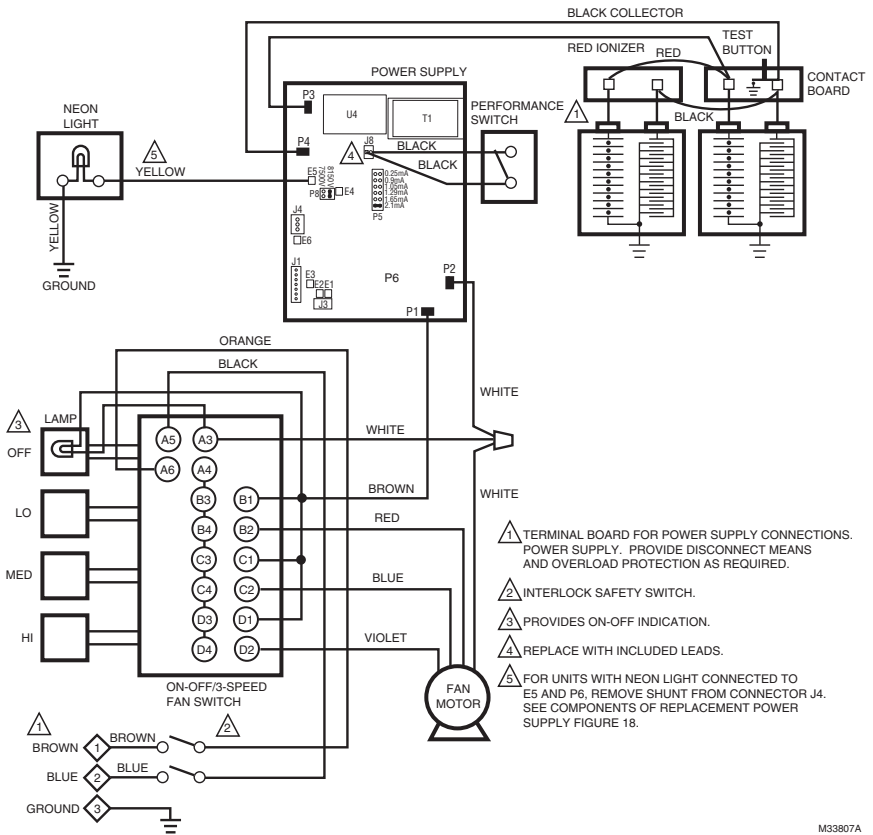 BLACK COLLECTOR
RED IONIZER
RED
TEST
BUTTON
CONTACT
BOARD
BLACK
1
POWER SUPPLY
P3
U4
T1
PERFORMANCE
SWITCH
P4
J8
BLACK
BLACK
4
NEON
LIGHT
5
YELLOW
YELLOW
GROUND
E5
7500V
8150V
P8
E4
0.25mA
0.9mA
1.05mA
1.29mA
1.65mA
2.1mA
P5
J4
E6
J1
E3
E2E1
J3
P6
P2
P1
ORANGE
BLACK
WHITE
3
LAMP
OFF
LO
MED
HI
A5
A3
WHITE
A6
A4
B3
B1
BROWN
B4
B2
RED
C3
C1
C4
C2
BLUE
D3
D1
D4
D2
VIOLET
WHITE
ON-OFF/3-SPEED
FAN SWITCH
FAN
MOTOR
1
BROWN
1
BROWN
2
BLUE
2
BLUE
GROUND
3
1 TERMINAL BOARD FOR POWER SUPPLY CONNECTIONS.
POWER SUPPLY. PROVIDE DISCONNECT MEANS
AND OVERLOAD PROTECTION AS REQUIRED.
2 INTERLOCK SAFETY SWITCH.
3 PROVIDES ON-OFF INDICATION.
4 REPLACE WITH INCLUDED LEADS.
5 FOR UNITS WITH NEON LIGHT CONNECTED TO
E5 AND P6, REMOVE SHUNT FROM CONNECTOR J4.
SEE COMPONENTS OF REPLACEMENT POWER
SUPPLY FIGURE 18.
M33807A